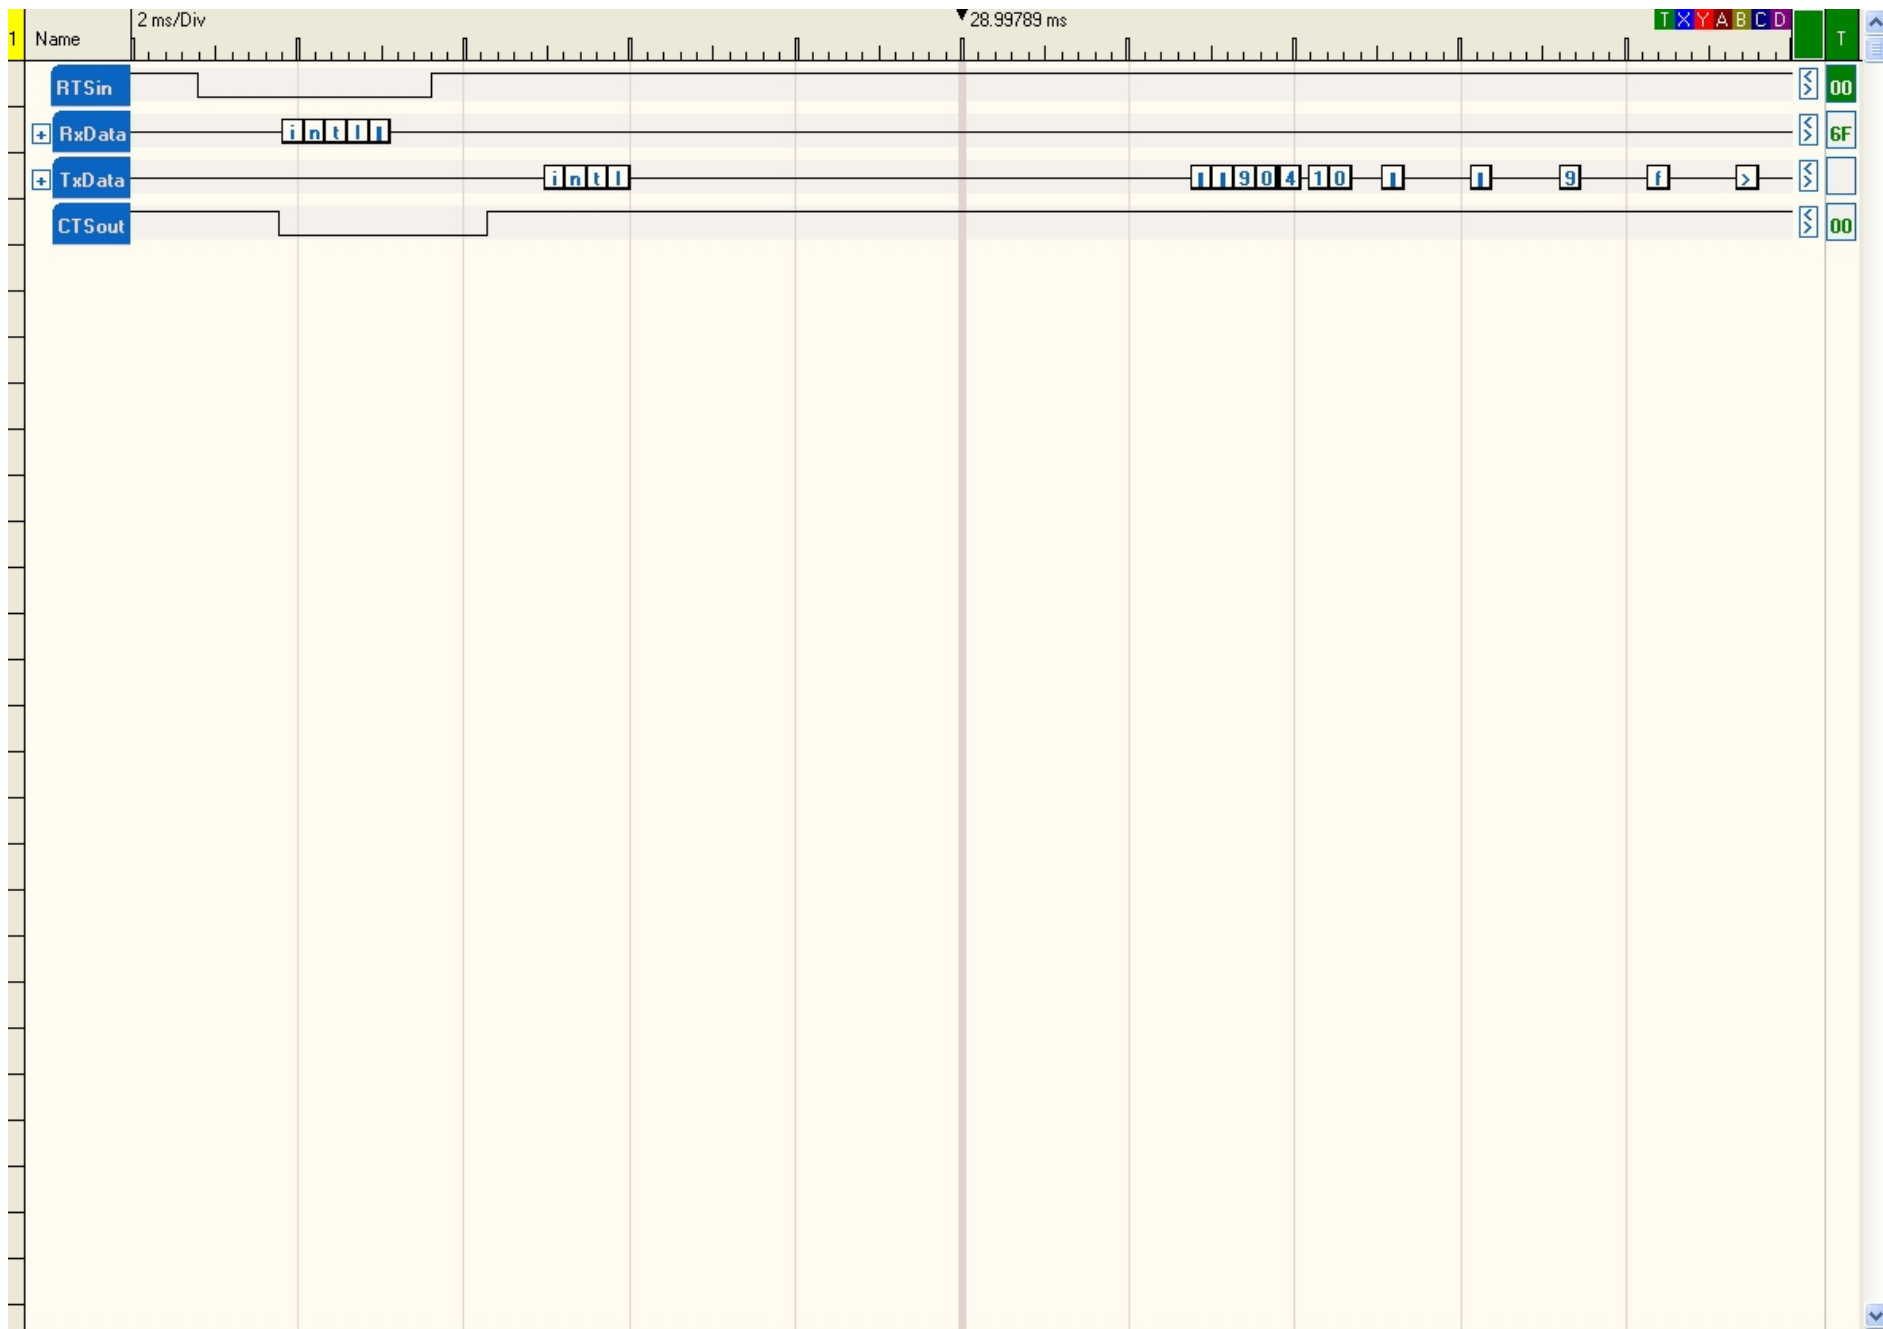 2 ms/Div 28.99789 ms T X Y A B C D
1 Name T
RTSin 00
RxData i n t l 6F
TxData i n t l 9 0 4 1 0 9 f >
CTSout 00